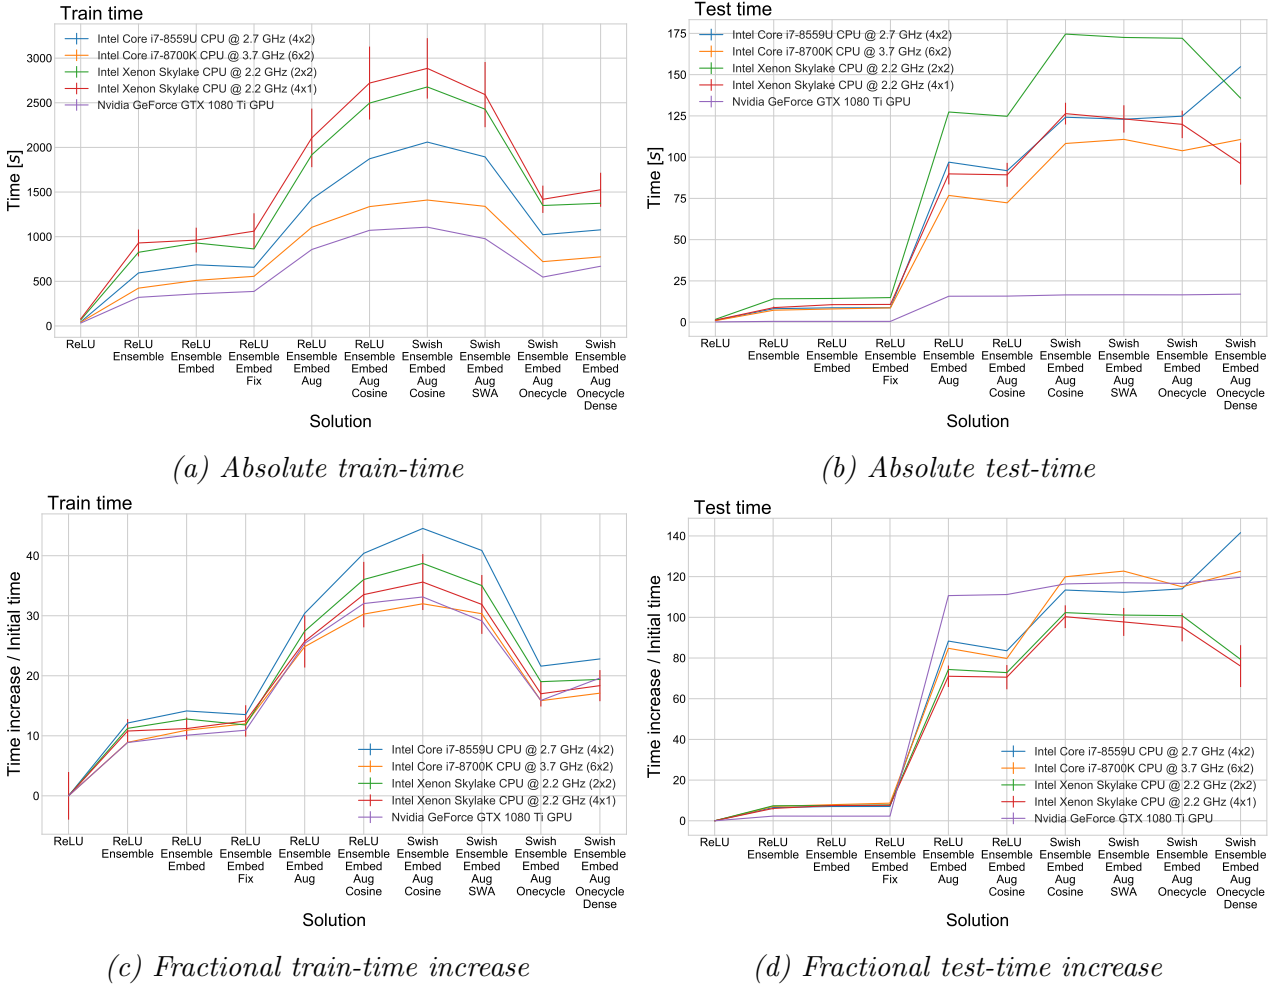 Train time
Intel Core i7-8559U CPU @ 2.7 GHz (4x2)
Intel Core i7-8700K CPU @ 3.7 GHz (6x2)
Intel Xenon Skylake CPU @ 2.2 GHz (2x2)
Intel Xenon Skylake CPU @ 2.2 GHz (4x1)
Nvidia GeForce GTX 1080 Ti GPU
Time [s]
3000
2500
2000
1500
1000
500
0
ReLU
ReLU
Ensemble
ReLU
Ensemble
Embed
ReLU
Ensemble
Embed
Fix
ReLU
Ensemble
Embed
Aug
ReLU
Ensemble
Embed
Aug
Cosine
Swish
Ensemble
Embed
Aug
Cosine
Swish
Ensemble
Embed
Aug
SWA
Swish
Ensemble
Embed
Aug
Onecycle
Swish
Ensemble
Embed
Aug
Onecycle
Dense
Solution
(a) Absolute train-time
Test time
Intel Core i7-8559U CPU @ 2.7 GHz (4x2)
Intel Core i7-8700K CPU @ 3.7 GHz (6x2)
Intel Xenon Skylake CPU @ 2.2 GHz (2x2)
Intel Xenon Skylake CPU @ 2.2 GHz (4x1)
Nvidia GeForce GTX 1080 Ti GPU
Time [s]
175
150
125
100
75
50
25
0
ReLU
ReLU
Ensemble
ReLU
Ensemble
Embed
ReLU
Ensemble
Embed
Fix
ReLU
Ensemble
Embed
Aug
ReLU
Ensemble
Embed
Aug
Cosine
Swish
Ensemble
Embed
Aug
Cosine
Swish
Ensemble
Embed
Aug
SWA
Swish
Ensemble
Embed
Aug
Onecycle
Swish
Ensemble
Embed
Aug
Onecycle
Dense
Solution
(b) Absolute test-time
Train time
Time increase / Initial time
40
30
20
10
0
Intel Core i7-8559U CPU @ 2.7 GHz (4x2)
Intel Core i7-8700K CPU @ 3.7 GHz (6x2)
Intel Xenon Skylake CPU @ 2.2 GHz (2x2)
Intel Xenon Skylake CPU @ 2.2 GHz (4x1)
Nvidia GeForce GTX 1080 Ti GPU
ReLU
ReLU
Ensemble
ReLU
Ensemble
Embed
ReLU
Ensemble
Embed
Fix
ReLU
Ensemble
Embed
Aug
ReLU
Ensemble
Embed
Aug
Cosine
Swish
Ensemble
Embed
Aug
Cosine
Swish
Ensemble
Embed
Aug
SWA
Swish
Ensemble
Embed
Aug
Onecycle
Swish
Ensemble
Embed
Aug
Onecycle
Dense
Solution
(c) Fractional train-time increase
Test time
Time increase / Initial time
140
120
100
80
60
40
20
0
Intel Core i7-8559U CPU @ 2.7 GHz (4x2)
Intel Core i7-8700K CPU @ 3.7 GHz (6x2)
Intel Xenon Skylake CPU @ 2.2 GHz (2x2)
Intel Xenon Skylake CPU @ 2.2 GHz (4x1)
Nvidia GeForce GTX 1080 Ti GPU
ReLU
ReLU
Ensemble
ReLU
Ensemble
Embed
ReLU
Ensemble
Embed
Fix
ReLU
Ensemble
Embed
Aug
ReLU
Ensemble
Embed
Aug
Cosine
Swish
Ensemble
Embed
Aug
Cosine
Swish
Ensemble
Embed
Aug
SWA
Swish
Ensemble
Embed
Aug
Onecycle
Swish
Ensemble
Embed
Aug
Onecycle
Dense
Solution
(d) Fractional test-time increase